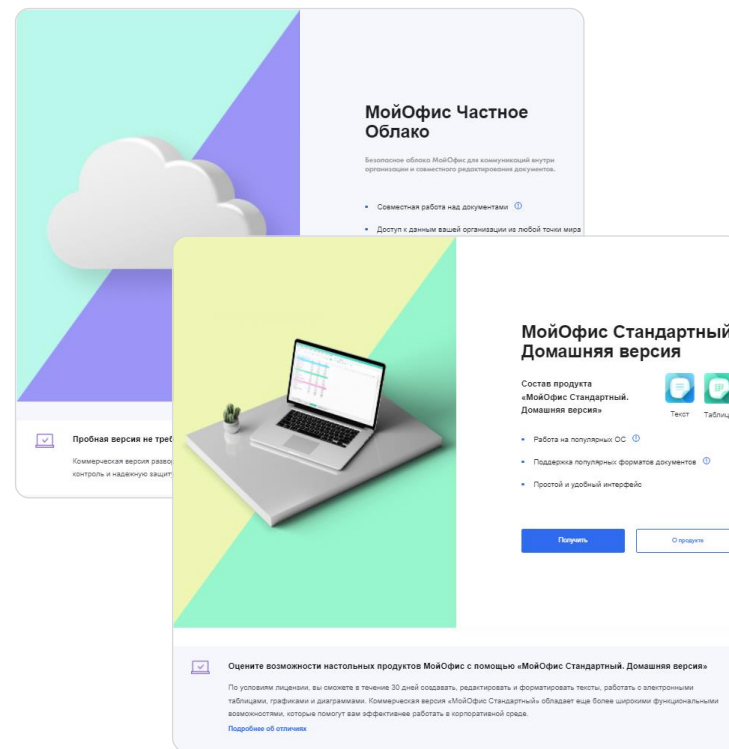 МойОфис Частное
Облако
Безопасное облако МойОфис для коммуникаций внутри
организации и совместного редактирования документов.
Совместная работа над документами
Доступ к данным вашей организации из любой точки мира
Пробная версия не
Коммерческая версия
контроль и надежную
МойОфис Стандартный
Домашняя версия
Состав продукта
«МойОфис Стандартный.
Домашняя версия»
Текст
Работа на популярных ОС
Поддержка популярных форматов документов
Простой и удобный интерфейс
Получить
О продукте
Оцените возможности настольных продуктов МойОфис с помощью «МойОфис Стандартный. Домашняя версия»
По условиям лицензии, вы сможете в течение 30 дней создавать, редактировать и форматировать тексты, работать с электронными
таблицами, графиками и диаграммами. Коммерческая версия «МойОфис Стандартный» обладает еще более широкими функциональными
возможностями, которые помогут вам эффективнее работать в корпоративной среде.
Подробнее об отличиях